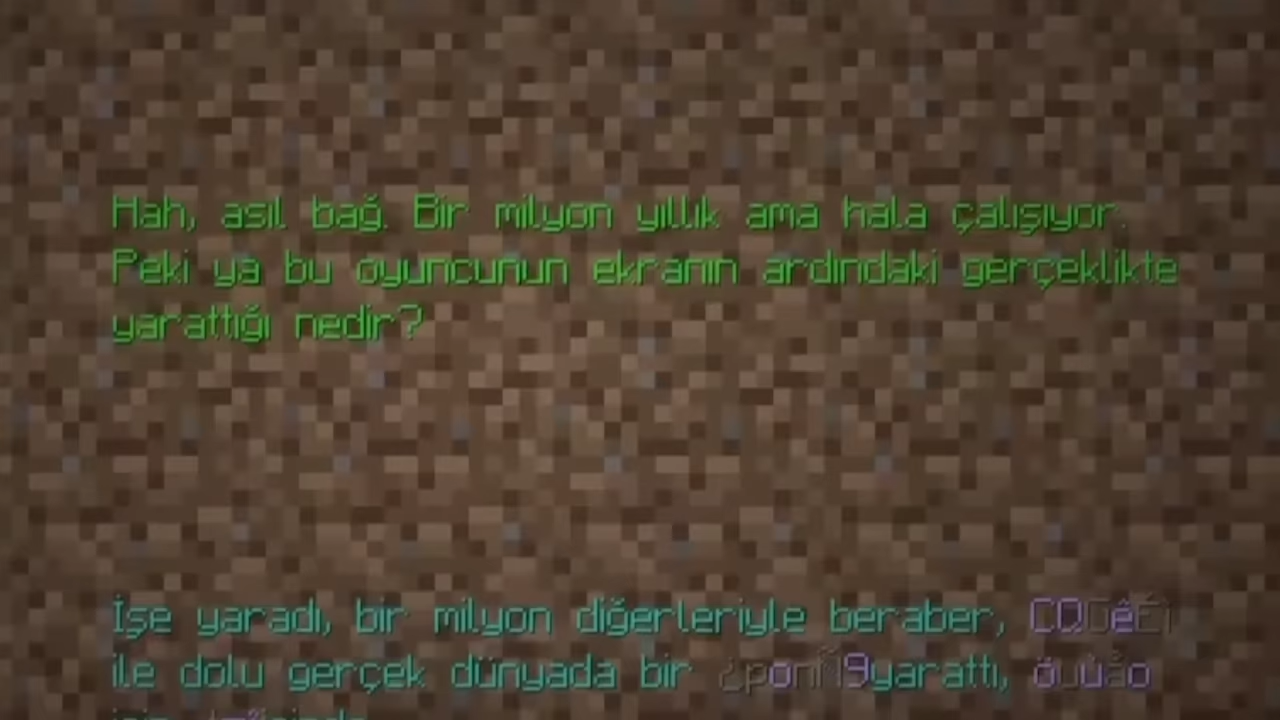 Hah, asıl bağ. Bir milyon yıllık ama hala çalışıyor.
Peki ya bu oyuncunun ekranın ardındaki gerçeklikte
yarattığı nedir?
İşe yaradı, bir milyon diğerleriyle beraber,
ile dolu gerçek dünyada bir yarattı,